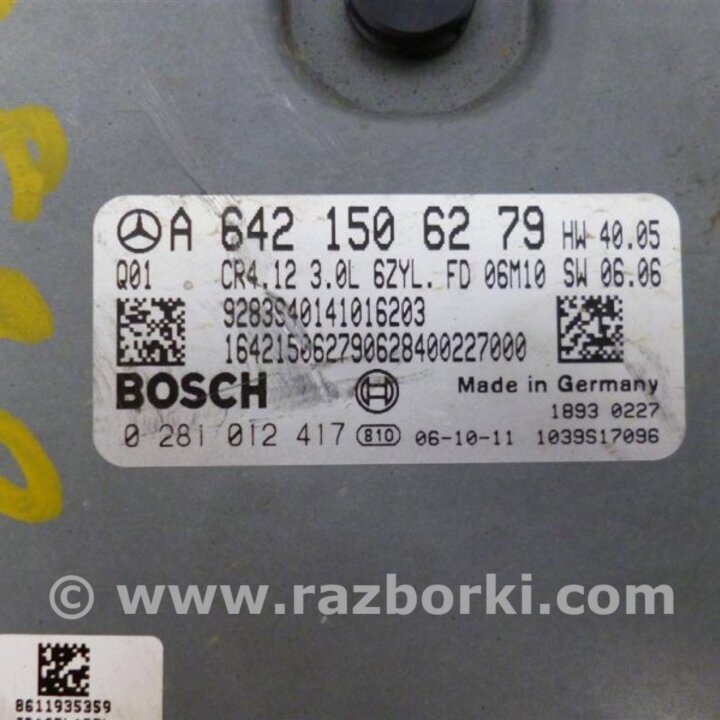 A 642 150 62 79 HW 40.05
Q01 CR4.12 3.0L 6ZYL. FD 06M10 SW 06.06
9283S40141016203
16421506279062840022​7000
BOSCH Made in Germany
1893 0227
0 281 012 417 810 06-10-11 1039S17096
© www.razborki.com
8611935359